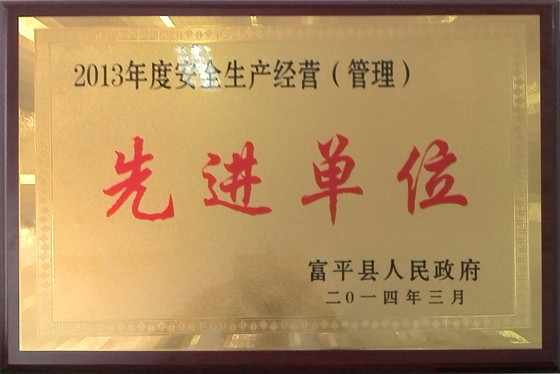 2013年度安全生产经营（管理）
先进单位
富平县人民政府
二〇一四年三月